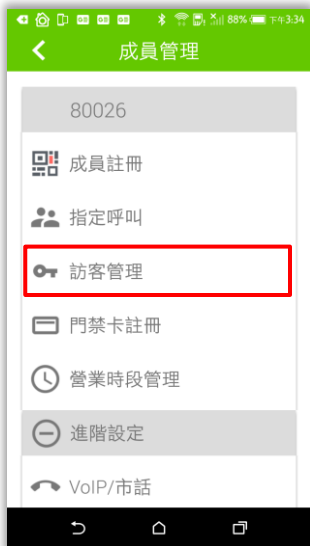 88% 下午3:34
成員管理
80026
成員註冊
指定呼叫
訪客管理
門禁卡註冊
營業時段管理
進階設定
VoIP/市話